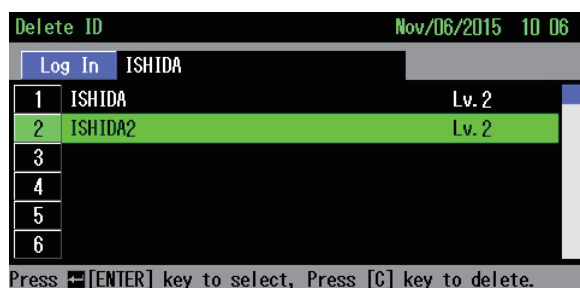 Delete ID Nov/06/2015 10 06
Log In ISHIDA
1 ISHIDA Lv.2
2 ISHIDA2 Lv.2
3
4
5
6
Press ↵[ENTER] key to select, Press [C] key to delete.